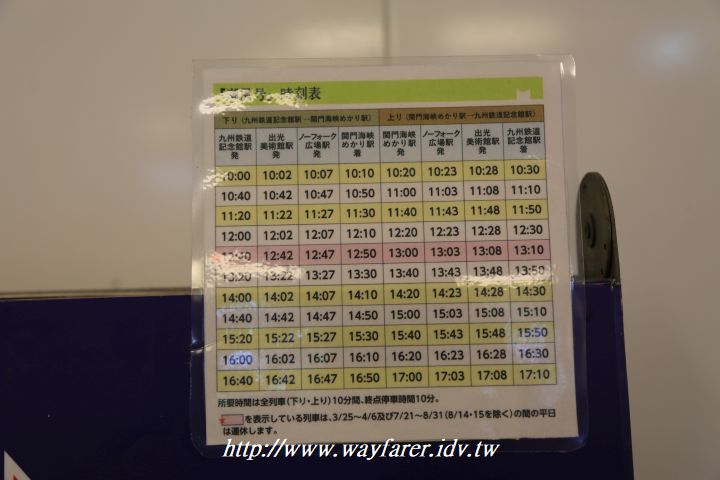 号」時刻表
下り（九州鉄道記念館駅→関門海峡めかり駅） 上り（関門海峡めかり駅→九州鉄道記念館駅）
九州鉄道記念館駅発 出光美術館駅発 ノーフォーク広場駅発 関門海峡めかり駅着 関門海峡めかり駅発 ノーフォーク広場駅発 出光美術館駅発 九州鉄道記念館駅着
10:00 10:02 10:07 10:10 10:20 10:23 10:28 10:30
10:40 10:42 10:47 10:50 11:00 11:03 11:08 11:10
11:20 11:22 11:27 11:30 11:40 11:43 11:48 11:50
12:00 12:02 12:07 12:10 12:20 12:23 12:28 12:30
12:40 12:42 12:47 12:50 13:00 13:03 13:08 13:10
13:20 13:22 13:27 13:30 13:40 13:43 13:48 13:50
14:00 14:02 14:07 14:10 14:20 14:23 14:28 14:30
14:40 14:42 14:47 14:50 15:00 15:03 15:08 15:10
15:20 15:22 15:27 15:30 15:40 15:43 15:48 15:50
16:00 16:02 16:07 16:10 16:20 16:23 16:28 16:30
16:40 16:42 16:47 16:50 17:00 17:03 17:08 17:10
所要時間は全列車（下り・上り）10分間、終点停車時間10分。
を表示している列車は、3/25～4/6及び7/21～8/31（8/14・15を除く）の間の平日
は運休します。
http://www.wayfarer.idv.tw